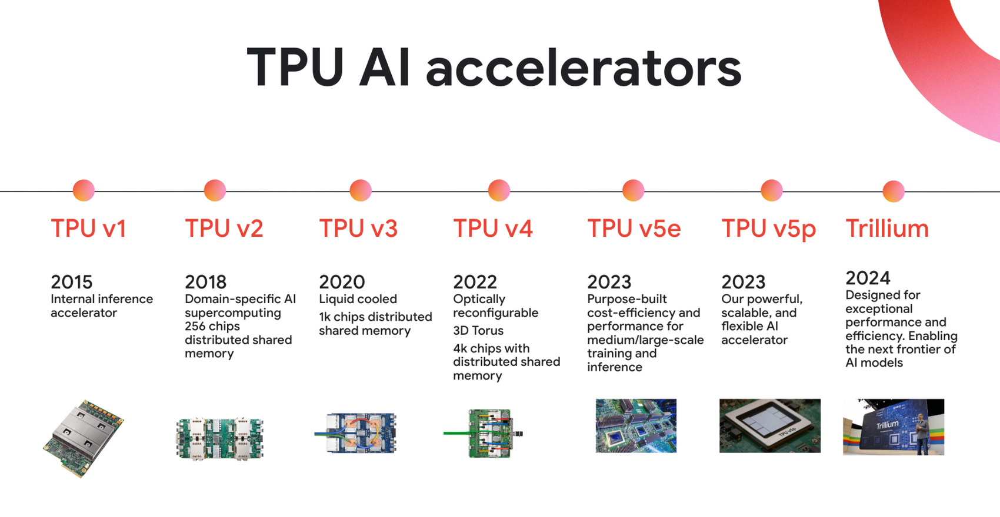 TPU AI accelerators
TPU v1
2015
Internal inference
accelerator
TPU v2
2018
Domain-specific AI
supercomputing
256 chips
distributed shared
memory
TPU v3
2020
Liquid cooled
1k chips distributed
shared memory
TPU v4
2022
Optically
reconfigurable
3D Torus
4k chips with
distributed shared
memory
TPU v5e
2023
Purpose-built
cost-efficiency and
performance for
medium/large-scale
training and
inference
TPU v5p
2023
Our powerful,
scalable, and
flexible AI
accelerator
TPU v5p
Trillium
2024
Designed for
exceptional
performance and
efficiency. Enabling
the next frontier of
AI models
Trillium